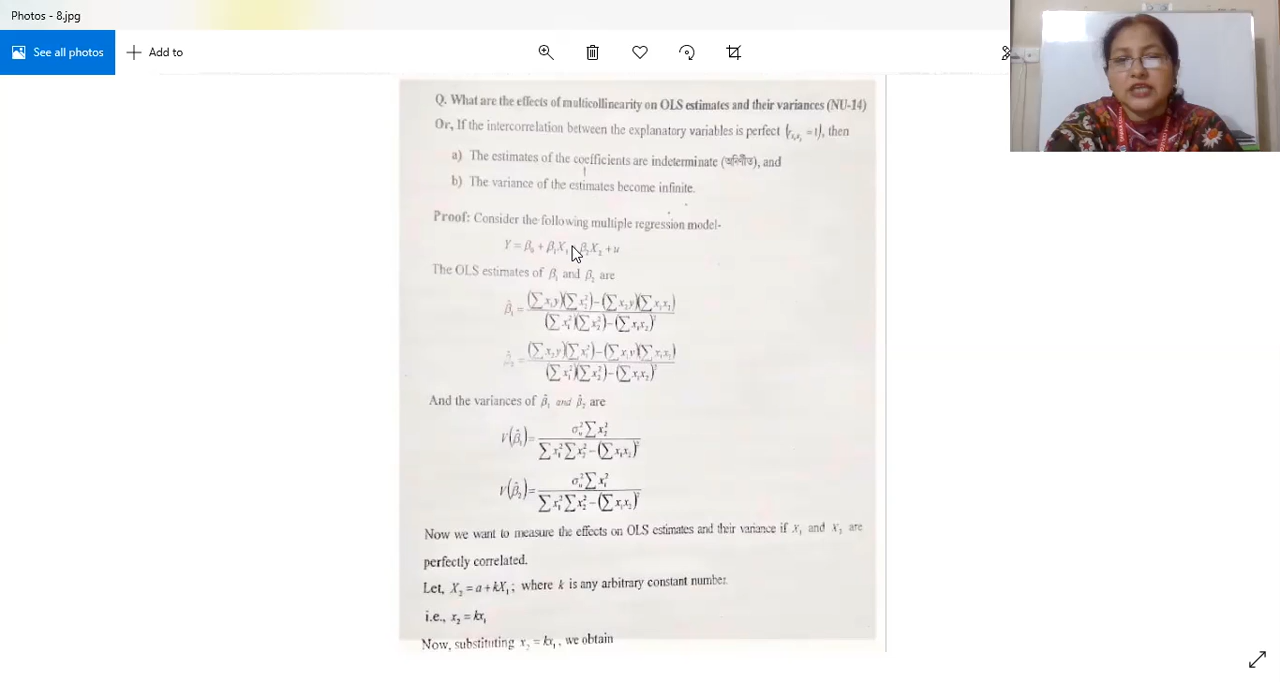 Photos - 8.jpg
See all photos
Add to
Q. What are the effects of multicollinearity on OLS estimates and their variances (NU-14)
Or, If the intercorrelation between the explanatory variables is perfect (r_{x₁x₂} = 1), then
a) The estimates of the coefficients are indeterminate (অনির্ণীত), and
b) The variance of the estimates become infinite.
Proof: Consider the following multiple regression model-
Y = β₀ + β₁X₁ β₂X₂ + u
The OLS estimates of β₁ and β₂ are
β̂₁ = (∑x₁y)(∑x₂²) − (∑x₂y)(∑x₁x₂) / (∑x₁²)(∑x₂²) − (∑x₁x₂)²
β̂₂ = (∑x₂y)(∑x₁²) − (∑x₁y)(∑x₁x₂) / (∑x₁²)(∑x₂²) − (∑x₁x₂)²
And the variances of β̂₁ and β̂₂ are
V(β̂₁) = σᵤ² ∑x₂² / ∑x₁² ∑x₂² − (∑x₁x₂)²
V(β̂₂) = σᵤ² ∑x₁² / ∑x₁² ∑x₂² − (∑x₁x₂)²
Now we want to measure the effects on OLS estimates and their variance if X₁ and X₂ are
perfectly correlated.
Let, X₂ = a + kX₁; where k is any arbitrary constant number.
i.e., x₂ = kx₁
Now, substituting x₂ = kx₁, we obtain